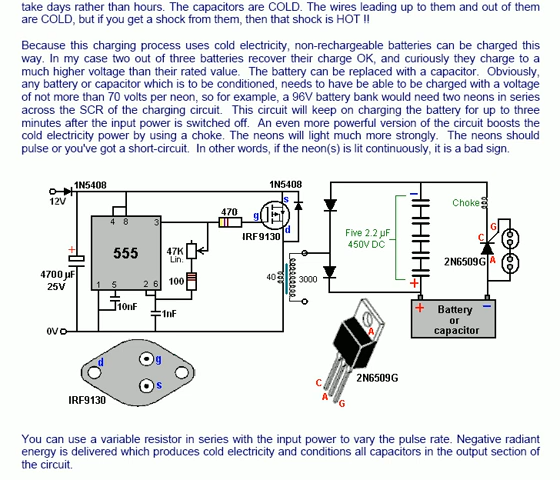 take days rather than hours. The capacitors are COLD. The wires leading up to them and out of them
are COLD, but if you get a shock from them, then that shock is HOT !!
Because this charging process uses cold electricity, non-rechargeable batteries can be charged this
way. In my case two out of three batteries recover their charge OK, and curiously they charge to a
much higher voltage than their rated value. The battery can be replaced with a capacitor. Obviously,
any battery or capacitor which is to be conditioned, needs to have be able to be charged with a voltage
of not more than 70 volts per neon, so for example, a 96V battery bank would need two neons in series
across the SCR of the charging circuit. This circuit will keep on charging the battery for up to three
minutes after the input power is switched off. An even more powerful version of the circuit boosts the
cold electricity power by using a choke. The neons will light much more strongly. The neons should
pulse or you've got a short-circuit. In other words, if the neon(s) is lit continuously, it is a bad sign.
1N5408
12V
4 8 3
555
1 5 2 6
+
4700 µF
25V
10nF
1nF
47K
Lin.
100
470
1N5408
g
s
d
IRF9130
40
3000
Five 2.2 µF
450V DC
-
+
Choke
C
G
A
2N6509G
+ -
Battery
or
capacitor
0V
d
g
s
IRF9130
A
C
A
G
2N6509G
You can use a variable resistor in series with the input power to vary the pulse rate. Negative radiant
energy is delivered which produces cold electricity and conditions all capacitors in the output section of
the circuit.